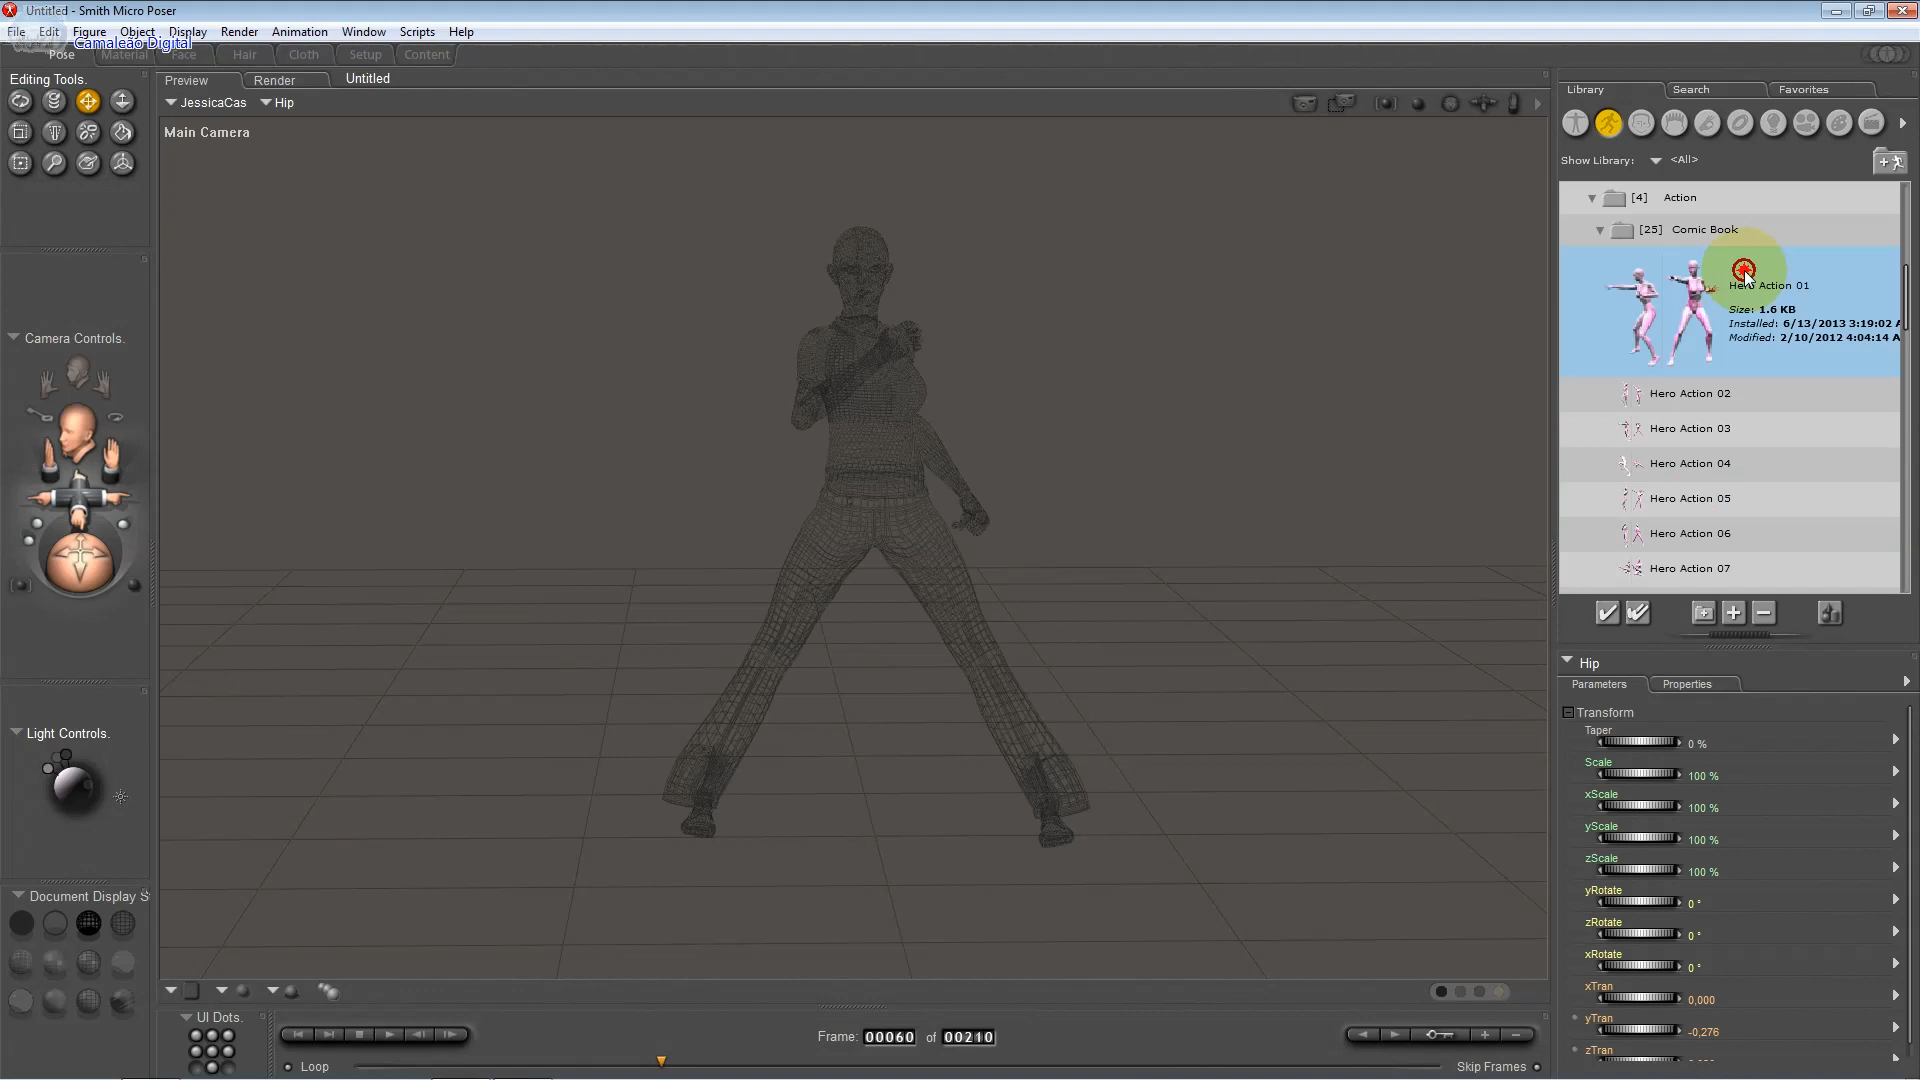 Untitled - Smith Micro Poser
File Edit Figure Object Display Render Animation Window Scripts Help
Camaleão Digital
Pose Material Face Hair Cloth Setup Content
Editing Tools.
Preview Render Untitled
JessicaCas Hip
Main Camera
Library Search Favorites
Show Library: <All>
[4] Action
[25] Comic Book
Hero Action 01
Size: 1.6 KB
Installed: 6/13/2013 3:19:02 A
Modified: 2/10/2012 4:04:14 A
Hero Action 02
Hero Action 03
Hero Action 04
Hero Action 05
Hero Action 06
Hero Action 07
Camera Controls.
Light Controls.
Document Display S
Hip
Parameters Properties
Transform
Taper
0 %
Scale
100 %
xScale
100 %
yScale
100 %
zScale
100 %
yRotate
0 °
zRotate
0 °
xRotate
0 °
xTran
0,000
yTran
-0,276
zTran
UI Dots.
Frame: 00060 of 00210
Loop
Skip Frames